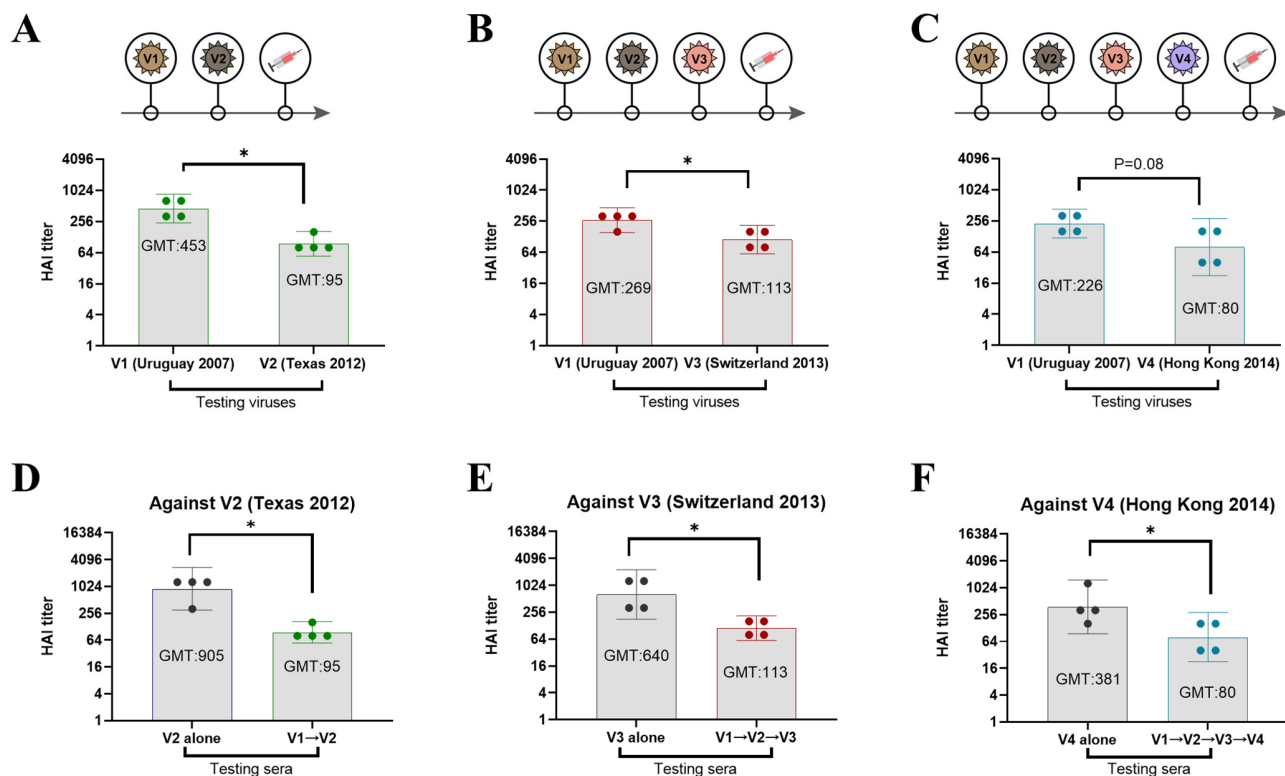 A
V1
V2
*
4096
1024
256
64
16
4
1
HAI titer
GMT:453
GMT:95
V1 (Uruguay 2007)
V2 (Texas 2012)
Testing viruses
B
V1
V2
V3
*
4096
1024
256
64
16
4
1
HAI titer
GMT:269
GMT:113
V1 (Uruguay 2007)
V3 (Switzerland 2013)
Testing viruses
C
V1
V2
V3
V4
P=0.08
4096
1024
256
64
16
4
1
HAI titer
GMT:226
GMT:80
V1 (Uruguay 2007)
V4 (Hong Kong 2014)
Testing viruses
D
Against V2 (Texas 2012)
*
16384
4096
1024
256
64
16
4
1
HAI titer
GMT:905
GMT:95
V2 alone
V1→V2
Testing sera
E
Against V3 (Switzerland 2013)
*
16384
4096
1024
256
64
16
4
1
HAI titer
GMT:640
GMT:113
V3 alone
V1→V2→V3
Testing sera
F
Against V4 (Hong Kong 2014)
*
16384
4096
1024
256
64
16
4
1
HAI titer
GMT:381
GMT:80
V4 alone
V1→V2→V3→V4
Testing sera